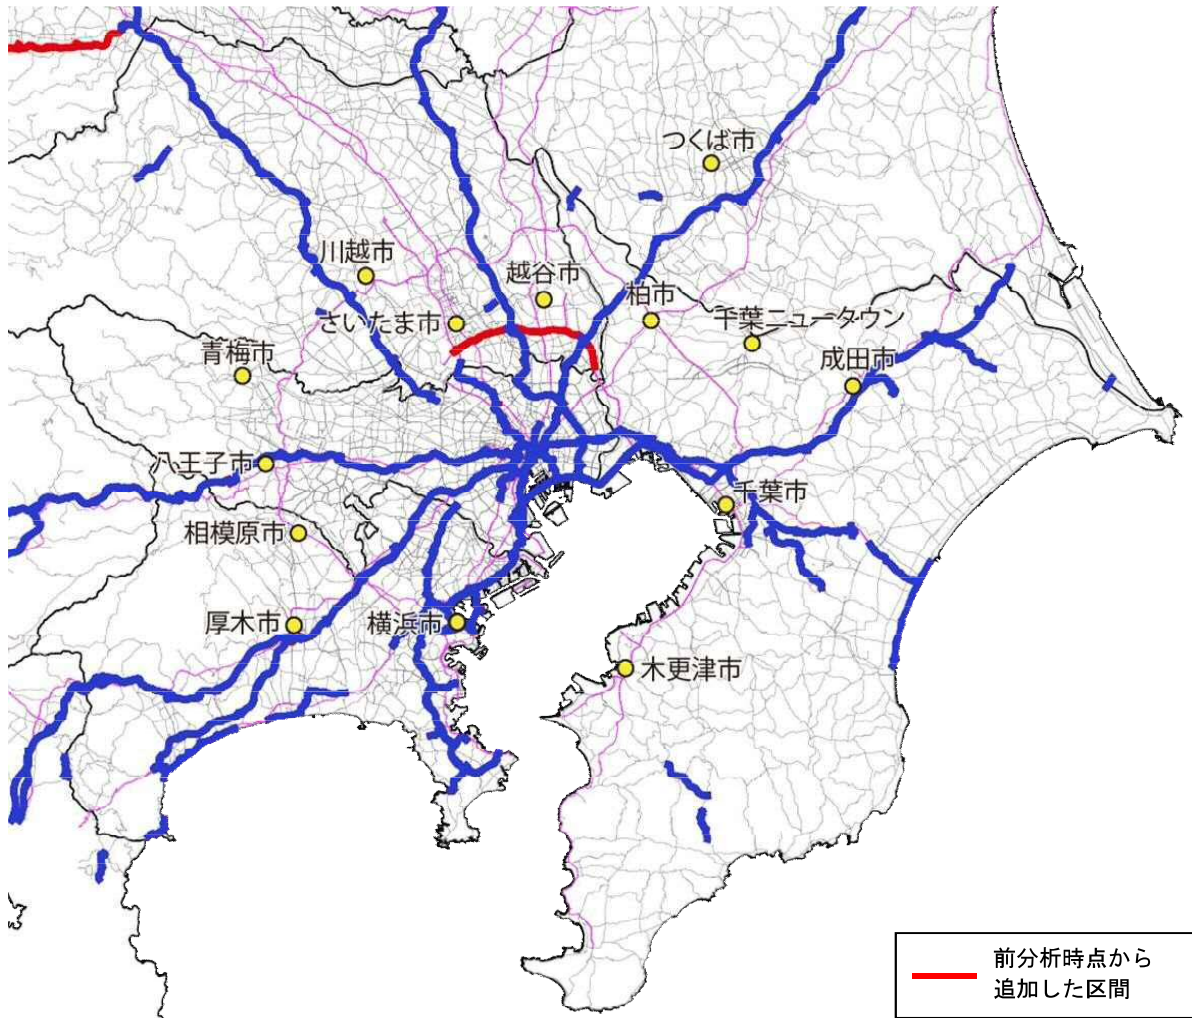 つくば市
川越市
越谷市
柏市
さいたま市
千葉ニュータウン
青梅市
成田市
八王子市
千葉市
相模原市
厚木市
横浜市
木更津市
前分析時点から
追加した区間